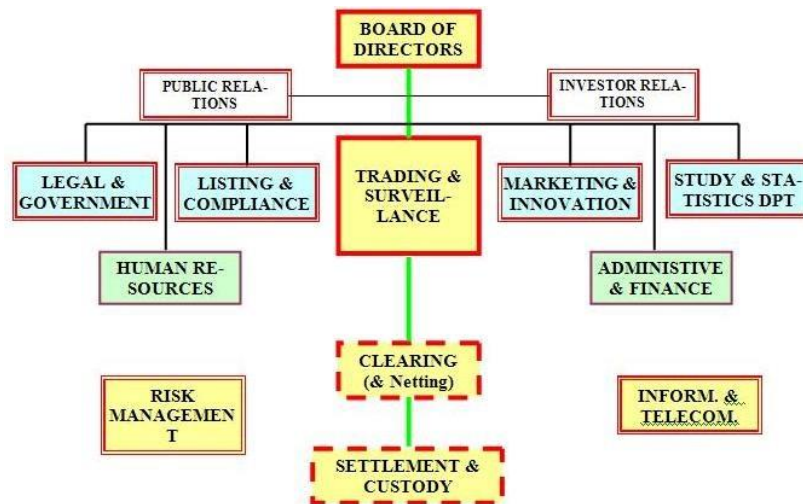 BOARD OF
DIRECTORS
PUBLIC RELA-
TIONS
INVESTOR RELA-
TIONS
LEGAL &
GOVERNMENT
LISTING &
COMPLIANCE
TRADING &
SURVEIL-
LANCE
MARKETING &
INNOVATION
STUDY & STA-
TISTICS DPT
HUMAN RE-
SOURCES
ADMINISTIVE
& FINANCE
CLEARING
(& Netting)
RISK
MANAGEMEN
T
INFORM. &
TELECOM.
SETTLEMENT &
CUSTODY